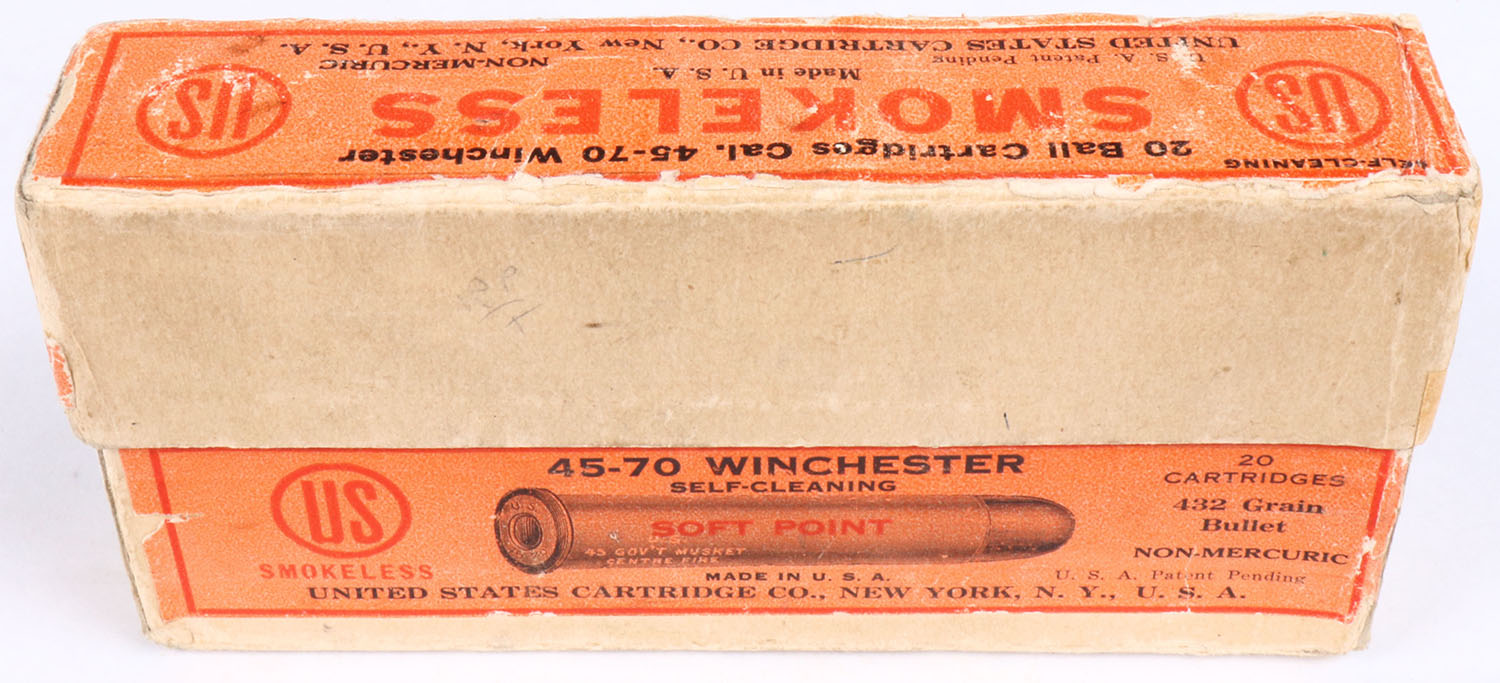 UNITED STATES CARTRIDGE CO., New York, N. Y., U. S. A.
U. S. A. Patent Pending
NON-MERCURIC
Made in U. S. A.
US
SMOKELESS
US
SELF-CLEANING
20 Ball Cartridges Cal. 45-70 Winchester
45-70 WINCHESTER
SELF-CLEANING
US
SMOKELESS
SOFT POINT
U.S.
45 GOV'T MUSKET
CENTRE FIRE
20
CARTRIDGES
432 Grain
Bullet
NON-MERCURIC
MADE IN U. S. A.
U. S. A. Patent Pending
UNITED STATES CARTRIDGE CO., NEW YORK, N. Y., U. S. A.